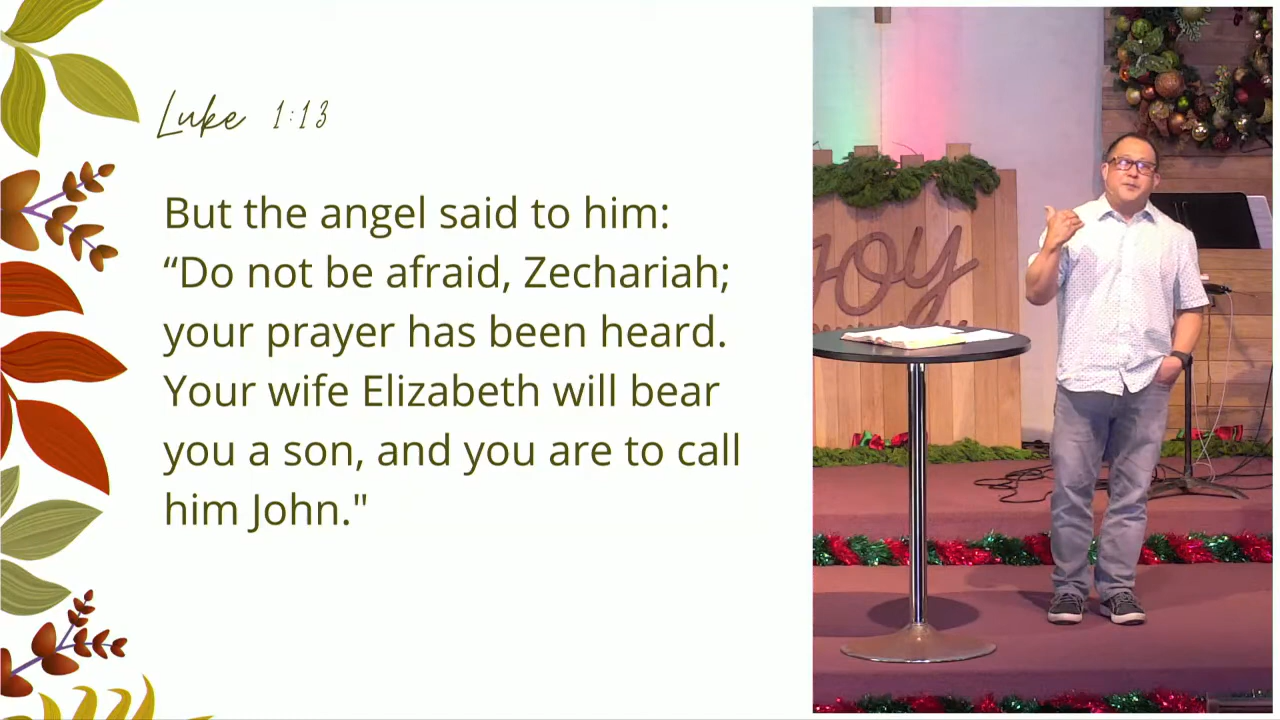 Luke 1:13
But the angel said to him:
“Do not be afraid, Zechariah;
your prayer has been heard.
Your wife Elizabeth will bear
you a son, and you are to call
him John."
joy